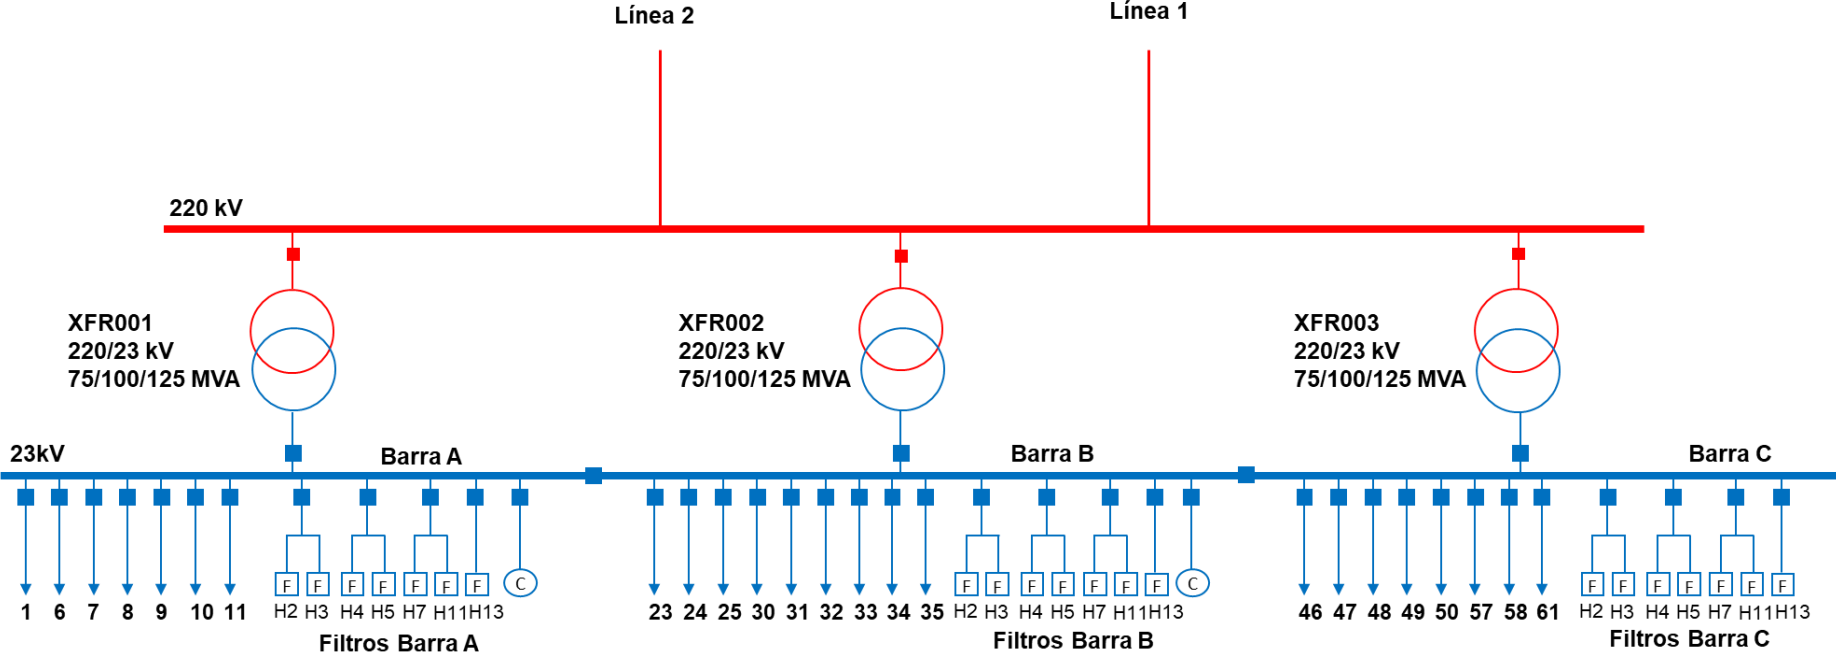 Línea 2
Línea 1
220 kV
XFR001
220/23 kV
75/100/125 MVA
XFR002
220/23 kV
75/100/125 MVA
XFR003
220/23 kV
75/100/125 MVA
23kV
Barra A
Barra B
Barra C
F F F F F F F C
F F F F F F F C
F F F F F F F
1 6 7 8 9 10 11
H2 H3 H4 H5 H7 H11 H13
23 24 25 30 31 32 33 34 35
H2 H3 H4 H5 H7 H11 H13
46 47 48 49 50 57 58 61
H2 H3 H4 H5 H7 H11 H13
Filtros Barra A
Filtros Barra B
Filtros Barra C